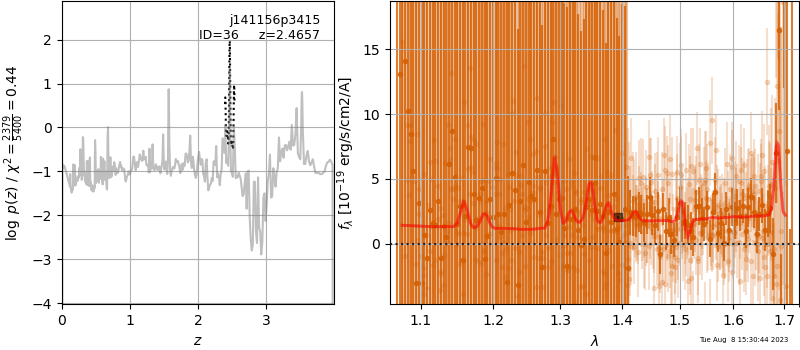 j141156p3415
ID=36 z=2.4657
log p(z) / χ² = 2379/5400 = 0.44
2
1
0
−1
−2
−3
−4
0 1 2 3
z
fλ [10⁻¹⁹ erg/s/cm2/A]
15
10
5
0
1.1 1.2 1.3 1.4 1.5 1.6 1.7
λ
Tue Aug 8 15:30:44 2023